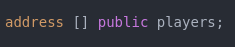 address [] public players;